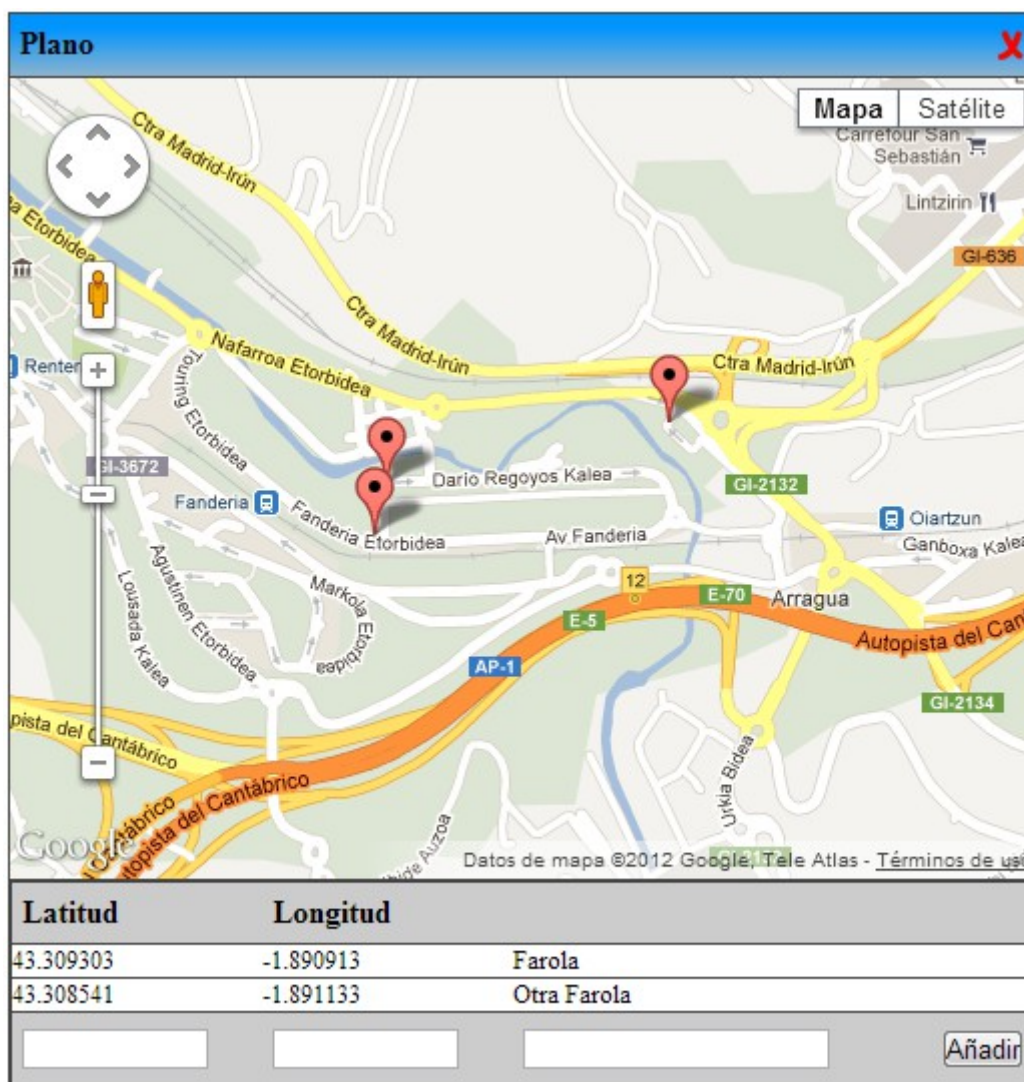 Plano
X
Mapa
Satélite
Carrefour San
Sebastián
Lintzirin
Ctra Madrid-Irún
a Etorbidea
GI-636
Ctra Madrid-Irún
Nafarroa Etorbidea
Ctra Madrid-Irún
Renter
Touring Etorbidea
GI-3672
Darío Regoyos Kalea
GI-2132
Fanderia
Fanderia Etorbidea
Av Fanderia
Oiartzun
Ganboxa Kalea
Lousada Kalea
Agustinen Etorbidea
Markola Etorbidea
12
E-70
Arragua
E-5
AP-1
Autopista del Can
GI-2134
pista del Cantábrico
Urkia Bidea
Cantábrico
Autopista del Cantábrico
Google
bide Auzoa
Datos de mapa ©2012 Google, Tele Atlas - Términos de us
Latitud Longitud
43.309303 -1.890913 Farola
43.308541 -1.891133 Otra Farola
Añadir